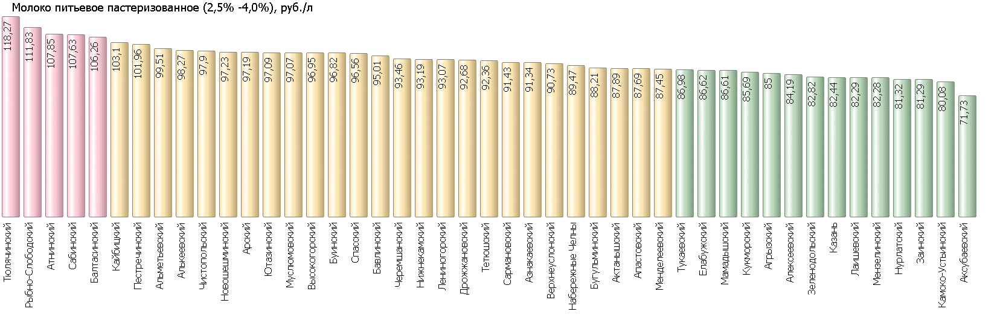 Молоко питьевое пастеризованное (2,5% -4,0%), руб./л
118,27
111,83
107,85
107,63
106,26
103,1
101,96
99,51
98,27
97,9
97,23
97,19
97,09
97,07
96,95
96,82
96,56
95,01
93,46
93,19
93,07
92,68
92,36
91,43
91,34
90,73
89,47
88,21
87,89
87,69
87,45
86,98
86,62
86,61
85,69
85
84,19
82,82
82,44
82,29
82,28
81,32
81,29
80,08
71,73
Тюлячинский
Рыбно-Слободский
Атнинский
Сабинский
Балтасинский
Кайбицкий
Пестречинский
Альметьевский
Алькеевский
Чистопольский
Новошешминский
Арский
Ютазинский
Муслюмовский
Высокогорский
Буинский
Спасский
Бавлинский
Черемшанский
Нижнекамский
Лениногорский
Дрожжановский
Тетюшский
Сармановский
Азнакаевский
Верхнеуслонский
Набережные Челны
Бугульминский
Актанышский
Апастовский
Менделеевский
Тукаевский
Елабужский
Мамадышский
Кукморский
Агрызский
Алексеевский
Зеленодольский
Казань
Лаишевский
Мензелинский
Нурлатский
Заинский
Камско-Устьинский
Аксубаевский